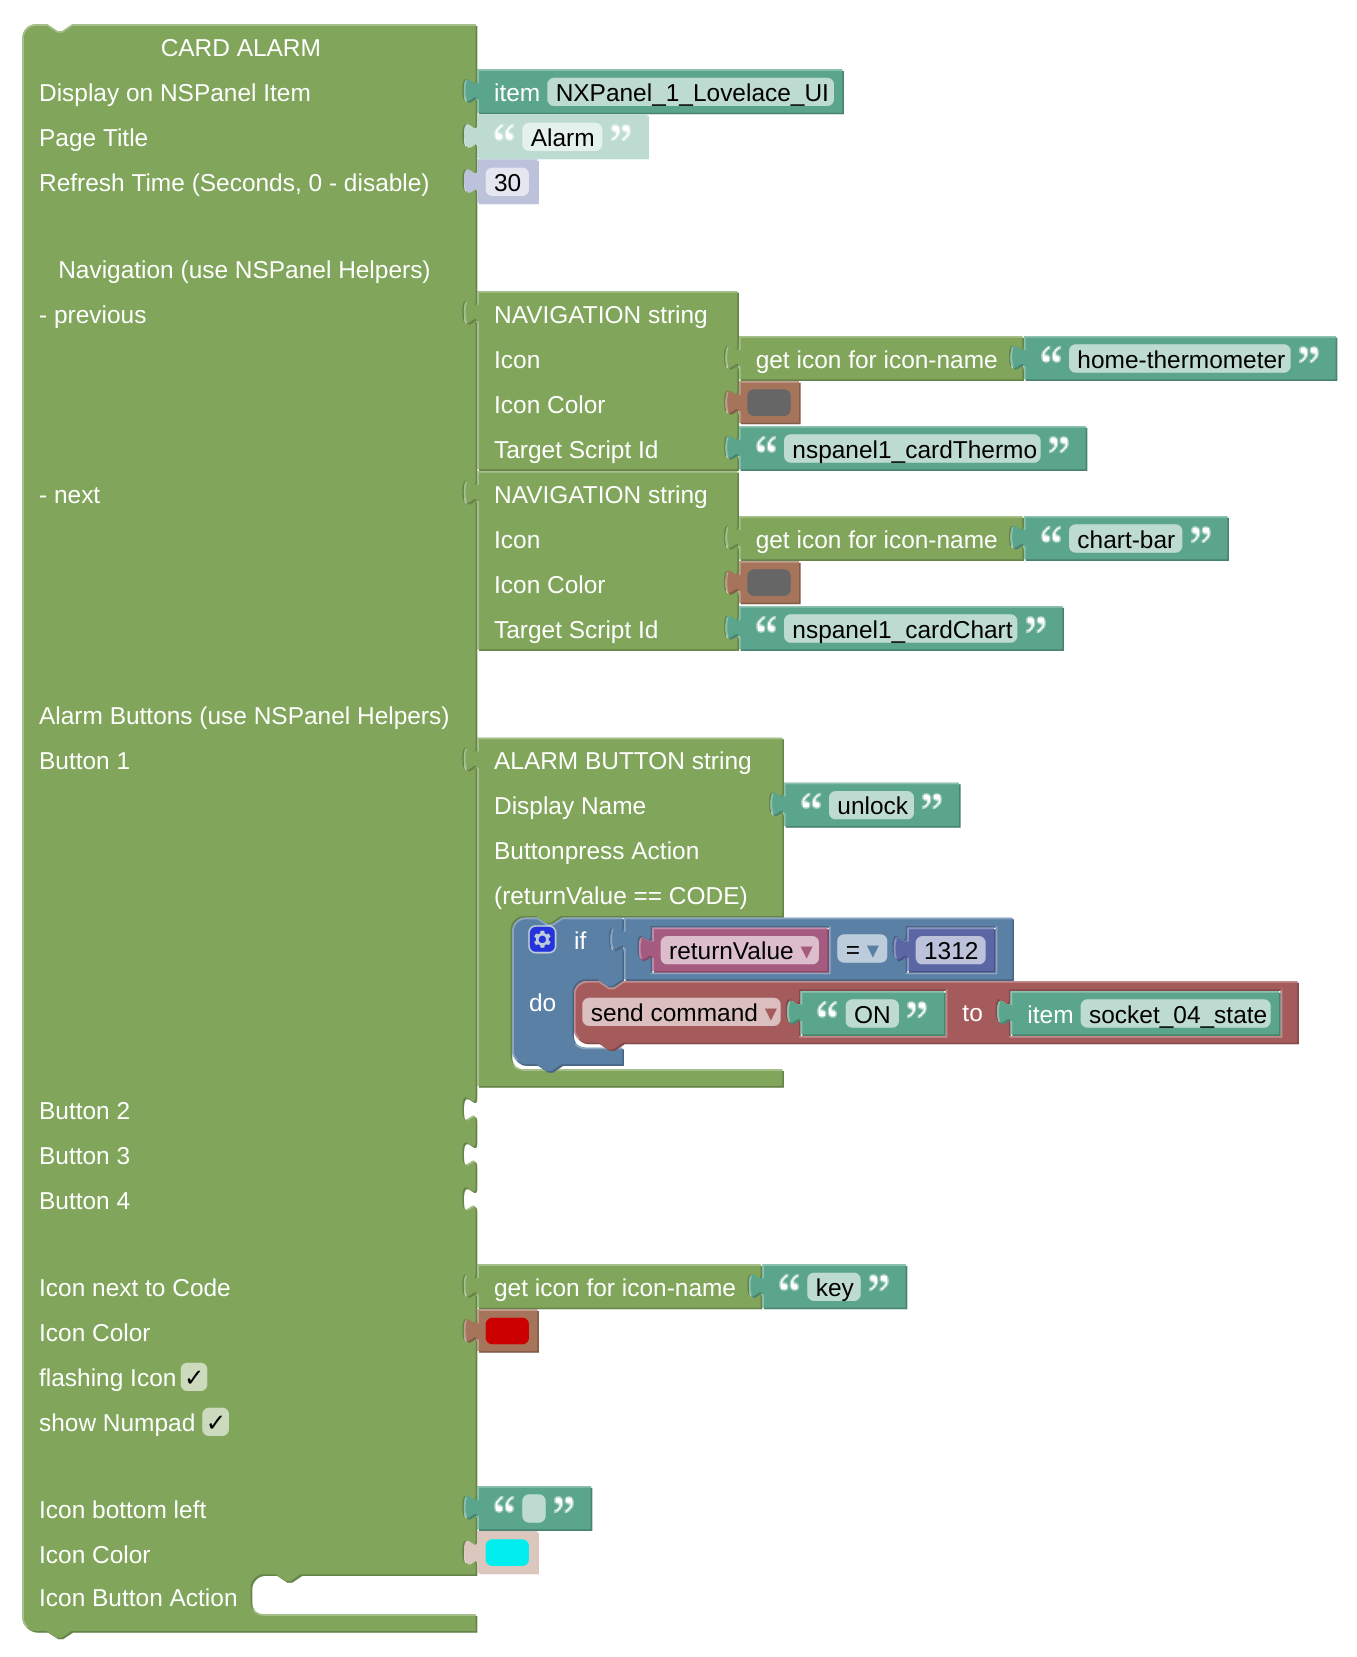 CARD ALARM
Display on NSPanel Item item NXPanel_1_Lovelace_UI
Page Title “ Alarm ”
Refresh Time (Seconds, 0 - disable) 30
Navigation (use NSPanel Helpers)
- previous NAVIGATION string
Icon get icon for icon-name “ home-thermometer ”
Icon Color
Target Script Id “ nspanel1_cardThermo ”
- next NAVIGATION string
Icon get icon for icon-name “ chart-bar ”
Icon Color
Target Script Id “ nspanel1_cardChart ”
Alarm Buttons (use NSPanel Helpers)
Button 1 ALARM BUTTON string
Display Name “ unlock ”
Buttonpress Action
(returnValue == CODE)
if returnValue ▾ = ▾ 1312
do send command ▾ “ ON ” to item socket_04_state
Button 2
Button 3
Button 4
Icon next to Code get icon for icon-name “ key ”
Icon Color
flashing Icon ✓
show Numpad ✓
Icon bottom left “ ”
Icon Color
Icon Button Action